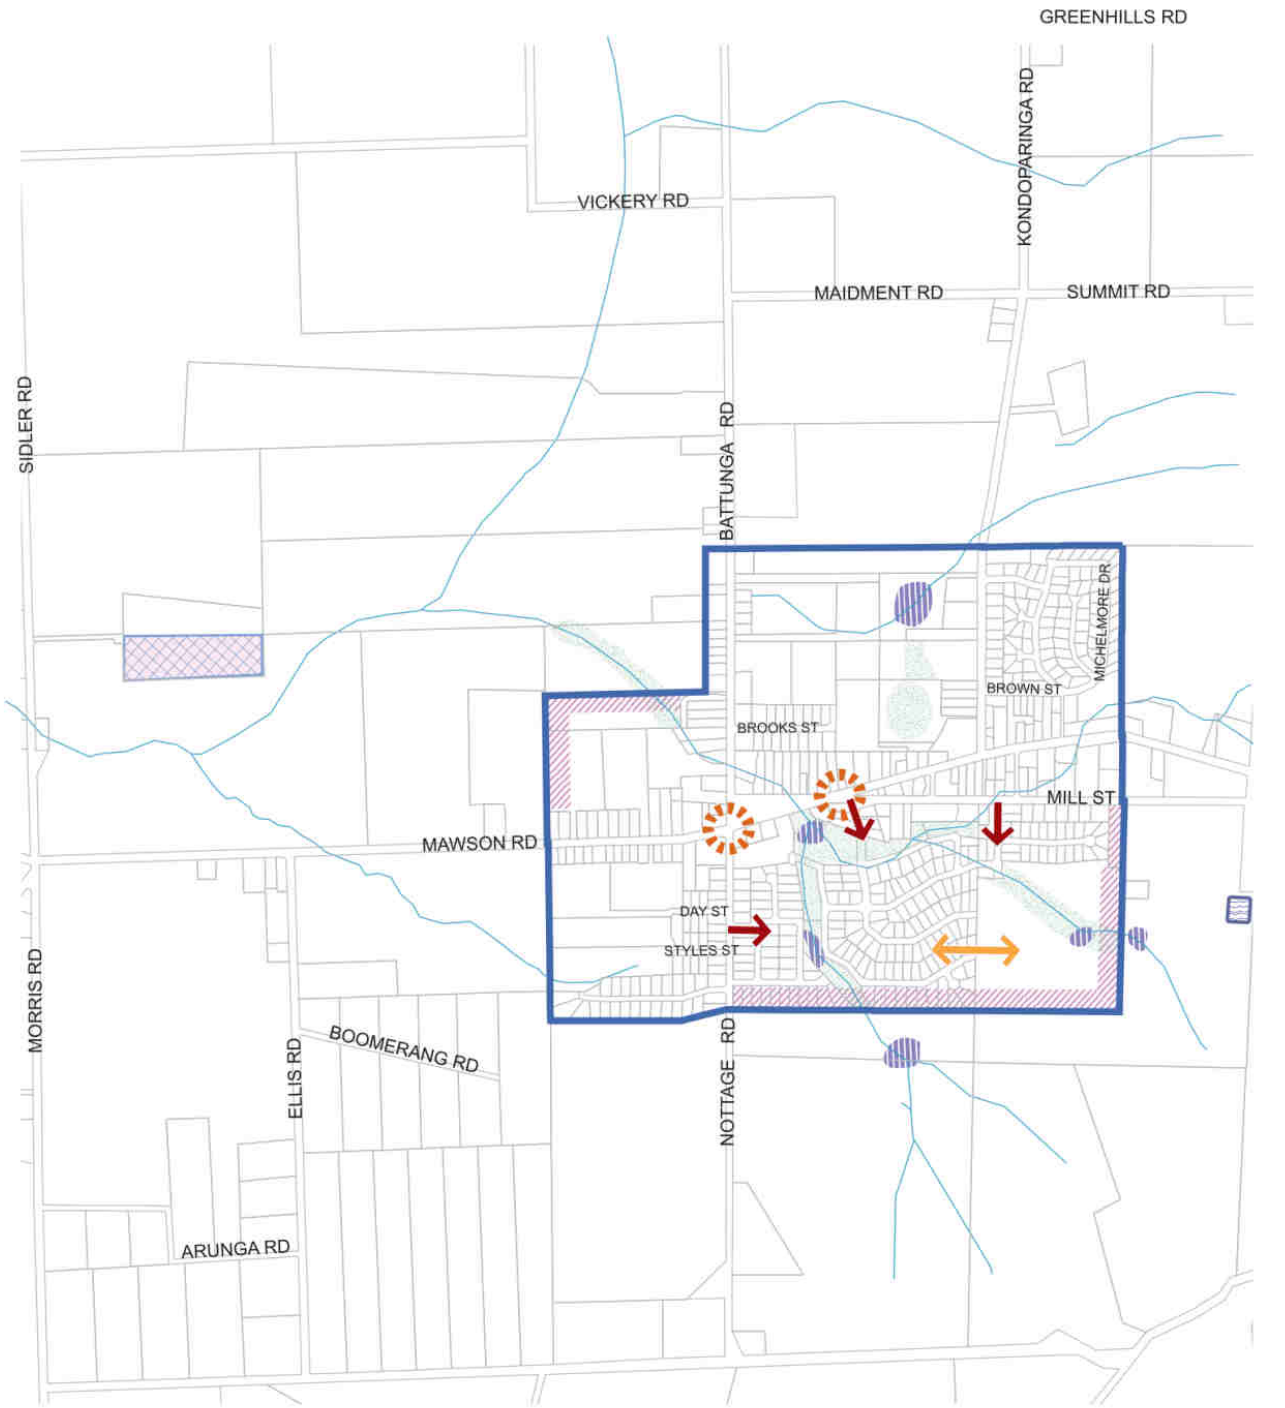 GREENHILLS RD
KONDOPARINGA RD
VICKERY RD
MAIDMENT RD
SUMMIT RD
SIDLER RD
BATTUNGA RD
MICHELMORE DR
BROWN ST
BROOKS ST
MILL ST
MAWSON RD
DAY ST
STYLES ST
MORRIS RD
ELLIS RD
BOOMERANG RD
NOTTAGE RD
ARUNGA RD